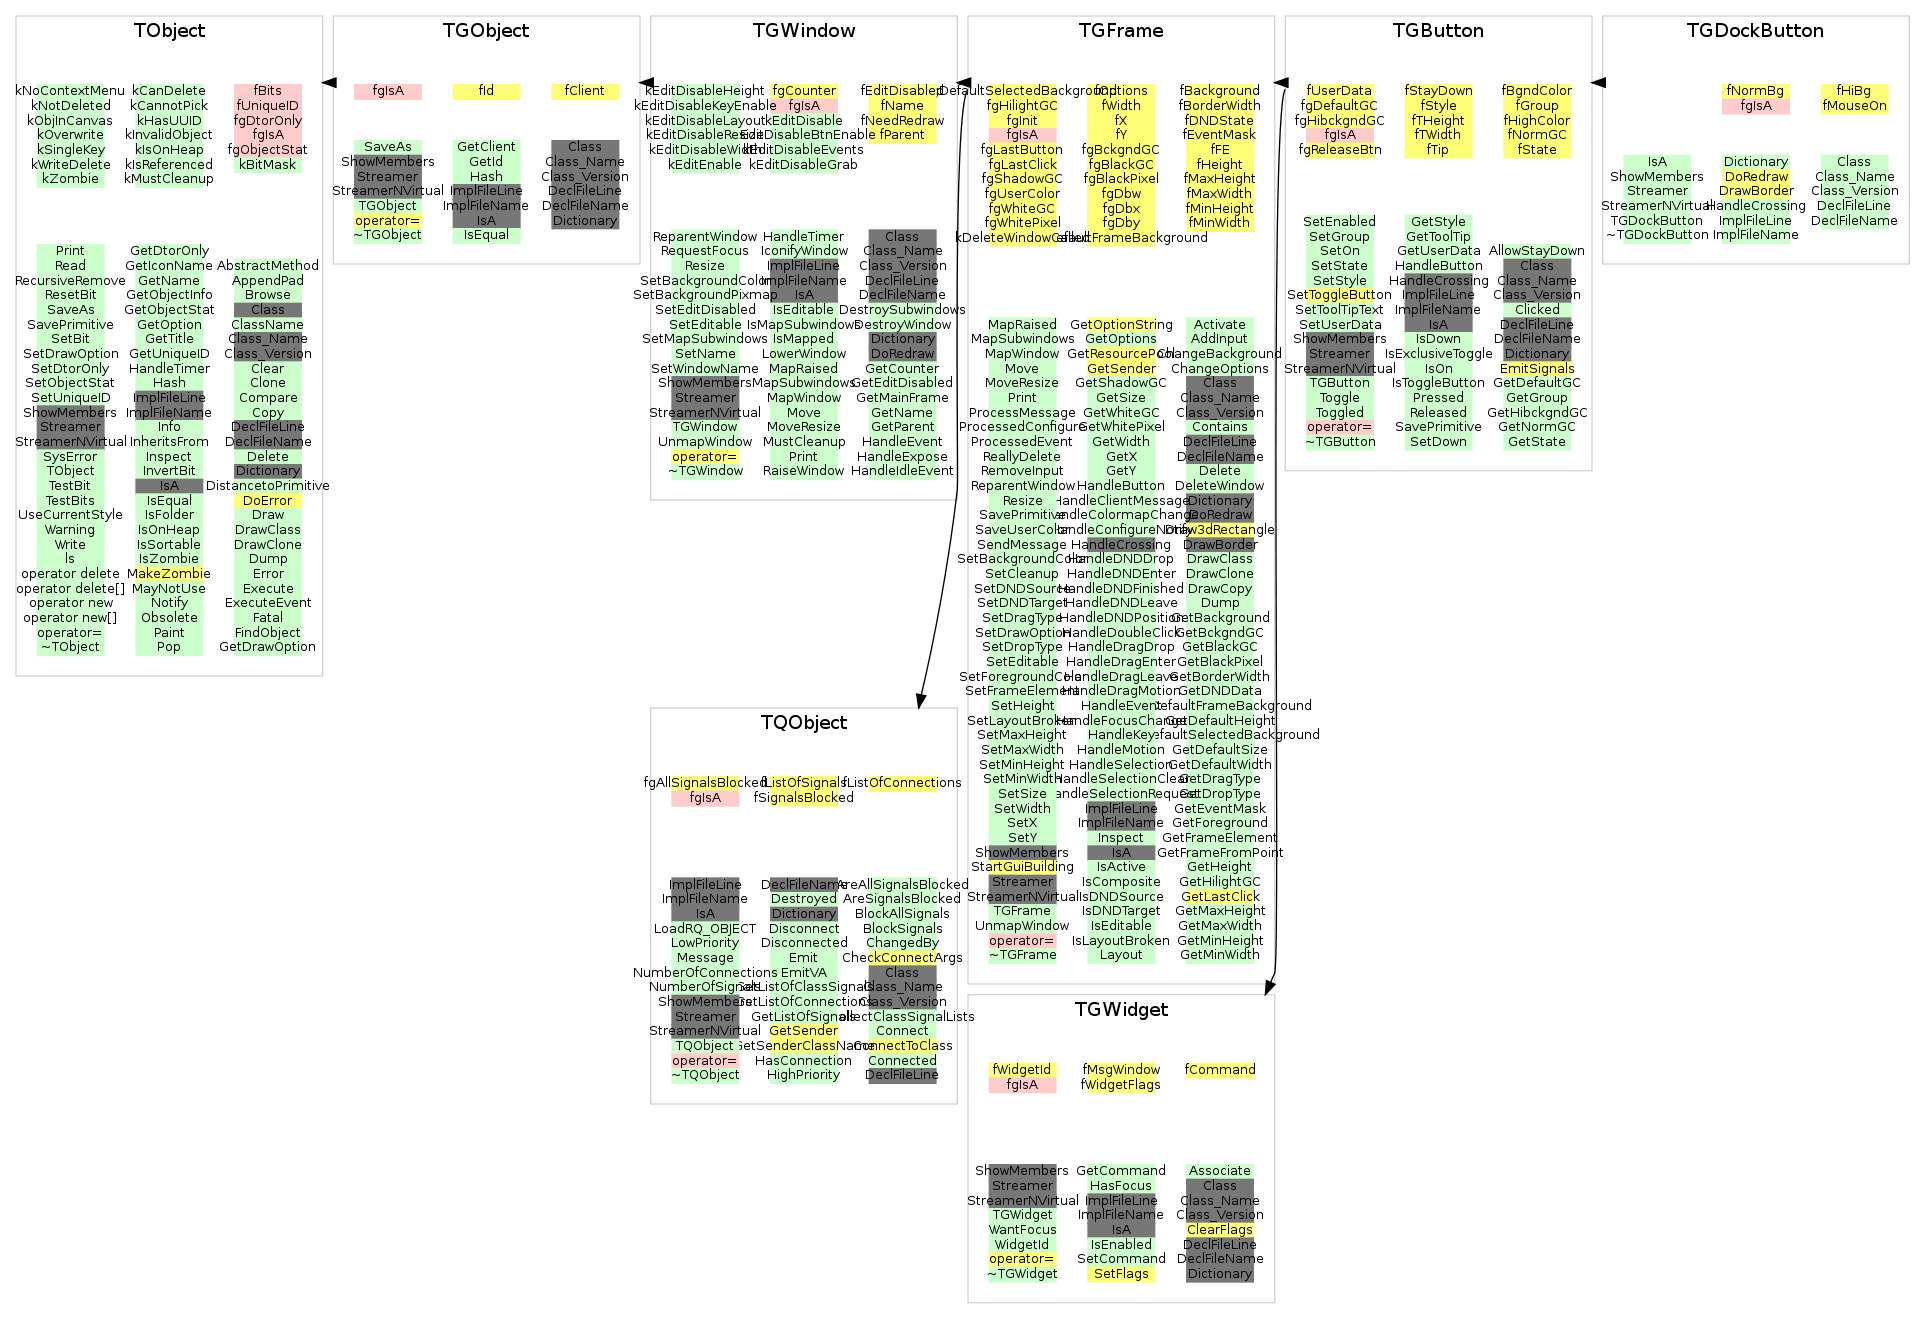 TObject
kNoContextMenu kCanDelete fBits
kNotDeleted kCannotPick fUniqueID
kObjInCanvas kHasUUID fgDtorOnly
kOverwrite kInvalidObject fgIsA
kSingleKey kIsOnHeap fgObjectStat
kWriteDelete kIsReferenced kBitMask
kZombie kMustCleanup
Print GetDtorOnly
Read GetIconName AbstractMethod
RecursiveRemove GetName AppendPad
ResetBit GetObjectInfo Browse
SaveAs GetObjectStat Class
SavePrimitive GetOption ClassName
SetBit GetTitle Class_Name
SetDrawOption GetUniqueID Class_Version
SetDtorOnly HandleTimer Clear
SetObjectStat Hash Clone
SetUniqueID ImplFileLine Compare
ShowMembers ImplFileName Copy
Streamer Info DeclFileLine
StreamerNVirtual InheritsFrom DeclFileName
SysError Inspect Delete
TObject InvertBit Dictionary
TestBit IsA DistancetoPrimitive
TestBits IsEqual DoError
UseCurrentStyle IsFolder Draw
Warning IsOnHeap DrawClass
Write IsSortable DrawClone
ls IsZombie Dump
operator delete MakeZombie Error
operator delete[] MayNotUse Execute
operator new Notify ExecuteEvent
operator new[] Obsolete Fatal
operator= Paint FindObject
~TObject Pop GetDrawOption
TGObject
fgIsA fId fClient
SaveAs GetClient Class
ShowMembers GetId Class_Name
Streamer Hash Class_Version
StreamerNVirtual ImplFileLine DeclFileLine
TGObject ImplFileName DeclFileName
operator= IsA Dictionary
~TGObject IsEqual
TGWindow
kEditDisableHeight fgCounter fEditDisabled
kEditDisableKeyEnable fgIsA fName
kEditDisableLayout kEditDisable fNeedRedraw
kEditDisableResize kEditDisableBtnEnable fParent
kEditDisableWidth kEditDisableEvents
kEditEnable kEditDisableGrab
ReparentWindow HandleTimer Class
RequestFocus IconifyWindow Class_Name
Resize ImplFileLine Class_Version
SetBackgroundColor ImplFileName DeclFileLine
SetBackgroundPixmap IsA DeclFileName
SetEditDisabled IsEditable DestroySubwindows
SetEditable IsMapSubwindows DestroyWindow
SetMapSubwindows IsMapped Dictionary
SetName LowerWindow DoRedraw
SetWindowName MapRaised GetCounter
ShowMembers MapSubwindows GetEditDisabled
Streamer MapWindow GetMainFrame
StreamerNVirtual Move GetName
TGWindow MoveResize GetParent
UnmapWindow MustCleanup HandleEvent
operator= Print HandleExpose
~TGWindow RaiseWindow HandleIdleEvent
TQObject
fgAllSignalsBlocked fListOfSignals fListOfConnections
fgIsA fSignalsBlocked
ImplFileLine DeclFileName AreAllSignalsBlocked
ImplFileName Destroyed AreSignalsBlocked
IsA Dictionary BlockAllSignals
LoadRQ_OBJECT Disconnect BlockSignals
LowPriority Disconnected ChangedBy
Message Emit CheckConnectArgs
NumberOfConnections EmitVA Class
NumberOfSignals GetListOfClassSignals Class_Name
ShowMembers GetListOfConnections Class_Version
Streamer GetListOfSignals ollectClassSignalLists
StreamerNVirtual GetSender Connect
TQObject GetSenderClassName ConnectToClass
operator= HasConnection Connected
~TQObject HighPriority DeclFileLine
TGFrame
DefaultSelectedBackground fOptions fBackground
fgHilightGC fWidth fBorderWidth
fgInit fX fDNDState
fgIsA fY fEventMask
fgLastButton fgBckgndGC fFE
fgLastClick fgBlackGC fHeight
fgShadowGC fgBlackPixel fMaxHeight
fgUserColor fgDbw fMaxWidth
fgWhiteGC fgDbx fMinHeight
fgWhitePixel fgDby fMinWidth
kDeleteWindowCalled faultFrameBackground
MapRaised GetOptionString Activate
MapSubwindows GetOptions AddInput
MapWindow GetResourcePool ChangeBackground
Move GetSender ChangeOptions
MoveResize GetShadowGC Class
Print GetSize Class_Name
ProcessMessage GetWhiteGC Class_Version
ProcessedConfigure GetWhitePixel Contains
ProcessedEvent GetWidth DeclFileLine
ReallyDelete GetX DeclFileName
RemoveInput GetY Delete
ReparentWindow HandleButton DeleteWindow
Resize HandleClientMessage Dictionary
SavePrimitive andleColormapChange DoRedraw
SaveUserColor andleConfigureNotify Draw3dRectangle
SendMessage HandleCrossing DrawBorder
SetBackgroundColor HandleDNDDrop DrawClass
SetCleanup HandleDNDEnter DrawClone
SetDNDSource HandleDNDFinished DrawCopy
SetDNDTarget HandleDNDLeave Dump
SetDragType HandleDNDPosition GetBackground
SetDrawOption HandleDoubleClick GetBckgndGC
SetDropType HandleDragDrop GetBlackGC
SetEditable HandleDragEnter GetBlackPixel
SetForegroundColor HandleDragLeave GetBorderWidth
SetFrameElement HandleDragMotion GetDNDData
SetHeight HandleEvent efaultFrameBackground
SetLayoutBroken HandleFocusChange GetDefaultHeight
SetMaxHeight HandleKey efaultSelectedBackground
SetMaxWidth HandleMotion GetDefaultSize
SetMinHeight HandleSelection GetDefaultWidth
SetMinWidth HandleSelectionClear GetDragType
SetSize andleSelectionRequest GetDropType
SetWidth ImplFileLine GetEventMask
SetX ImplFileName GetForeground
SetY Inspect GetFrameElement
ShowMembers IsA GetFrameFromPoint
StartGuiBuilding IsActive GetHeight
Streamer IsComposite GetHilightGC
StreamerNVirtual IsDNDSource GetLastClick
TGFrame IsDNDTarget GetMaxHeight
UnmapWindow IsEditable GetMaxWidth
operator= IsLayoutBroken GetMinHeight
~TGFrame Layout GetMinWidth
TGWidget
fWidgetId fMsgWindow fCommand
fgIsA fWidgetFlags
ShowMembers GetCommand Associate
Streamer HasFocus Class
StreamerNVirtual ImplFileLine Class_Name
TGWidget ImplFileName Class_Version
WantFocus IsA ClearFlags
WidgetId IsEnabled DeclFileLine
operator= SetCommand DeclFileName
~TGWidget SetFlags Dictionary
TGButton
fUserData fStayDown fBgndColor
fgDefaultGC fStyle fGroup
fgHibckgndGC fTHeight fHighColor
fgIsA fTWidth fNormGC
fgReleaseBtn fTip fState
SetEnabled GetStyle
SetGroup GetToolTip
SetOn GetUserData AllowStayDown
SetState HandleButton Class
SetStyle HandleCrossing Class_Name
SetToggleButton ImplFileLine Class_Version
SetToolTipText ImplFileName Clicked
SetUserData IsA DeclFileLine
ShowMembers IsDown DeclFileName
Streamer IsExclusiveToggle Dictionary
StreamerNVirtual IsOn EmitSignals
TGButton IsToggleButton GetDefaultGC
Toggle Pressed GetGroup
Toggled Released GetHibckgndGC
operator= SavePrimitive GetNormGC
~TGButton SetDown GetState
TGDockButton
fNormBg fHiBg
fgIsA fMouseOn
IsA Dictionary Class
ShowMembers DoRedraw Class_Name
Streamer DrawBorder Class_Version
StreamerNVirtual HandleCrossing DeclFileLine
TGDockButton ImplFileLine DeclFileName
~TGDockButton ImplFileName